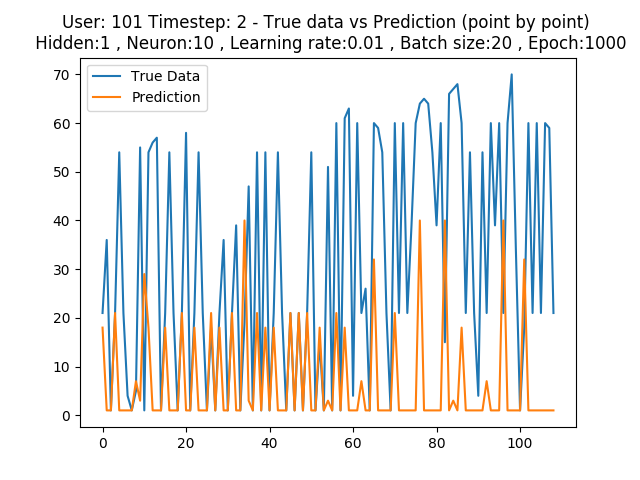 User: 101 Timestep: 2 - True data vs Prediction (point by point)
Hidden:1 , Neuron:10 , Learning rate:0.01 , Batch size:20 , Epoch:1000
True Data
Prediction
70
60
50
40
30
20
10
0
0 20 40 60 80 100